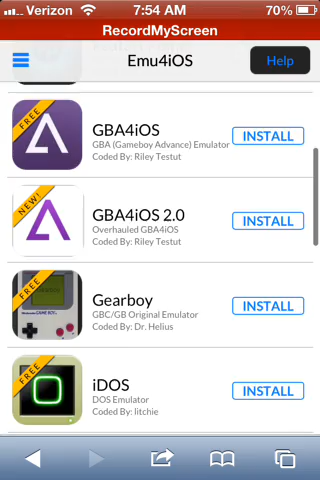 Verizon 7:54 AM 70%
RecordMyScreen
Emu4iOS Help
FREE
GBA4iOS
GBA (Gameboy Advance) Emulator
Coded By: Riley Testut
INSTALL
NEW!
GBA4iOS 2.0
Overhauled GBA4iOS
Coded By: Riley Testut
INSTALL
FREE
Gearboy
GBC/GB Original Emulator
Coded By: Dr. Helius
INSTALL
FREE
iDOS
DOS Emulator
Coded By: litchie
INSTALL